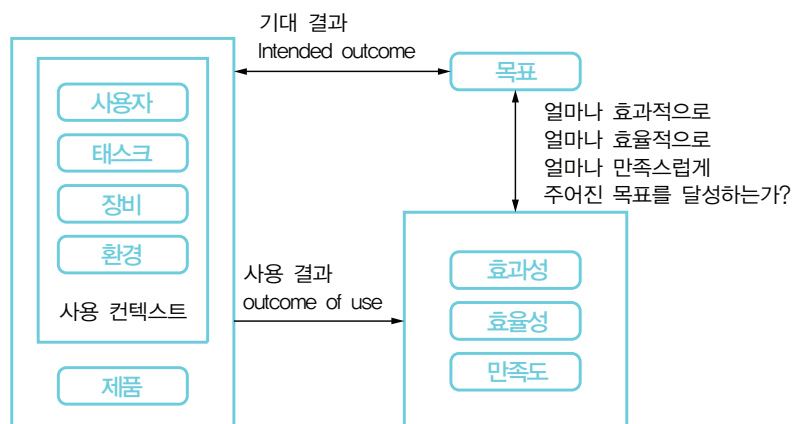 기대 결과
Intended outcome
목표
사용자
태스크
장비
환경
사용 컨텍스트
제품
얼마나 효과적으로
얼마나 효율적으로
얼마나 만족스럽게
주어진 목표를 달성하는가?
사용 결과
outcome of use
효과성
효율성
만족도